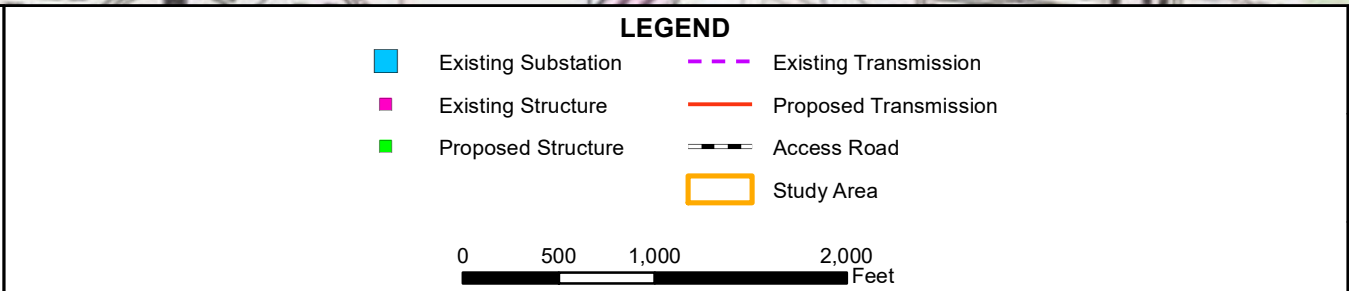 LEGEND
Existing Substation
Existing Transmission
Existing Structure
Proposed Transmission
Proposed Structure
Access Road
Study Area
0 500 1,000 2,000
Feet